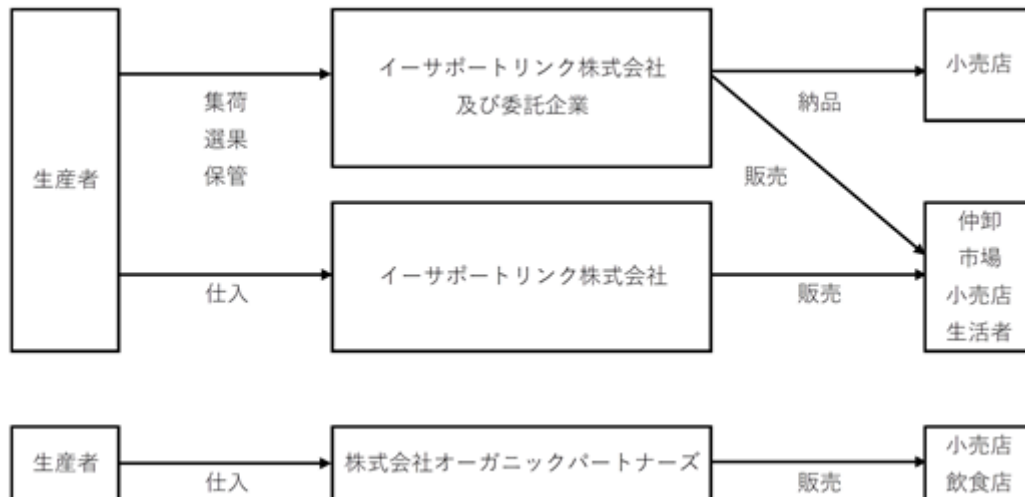 生産者
集荷
選果
保管
イーサポートリンク株式会社
及び委託企業
納品
小売店
販売
仕入
イーサポートリンク株式会社
販売
仲卸
市場
小売店
生活者
生産者
仕入
株式会社オーガニックパートナーズ
販売
小売店
飲食店